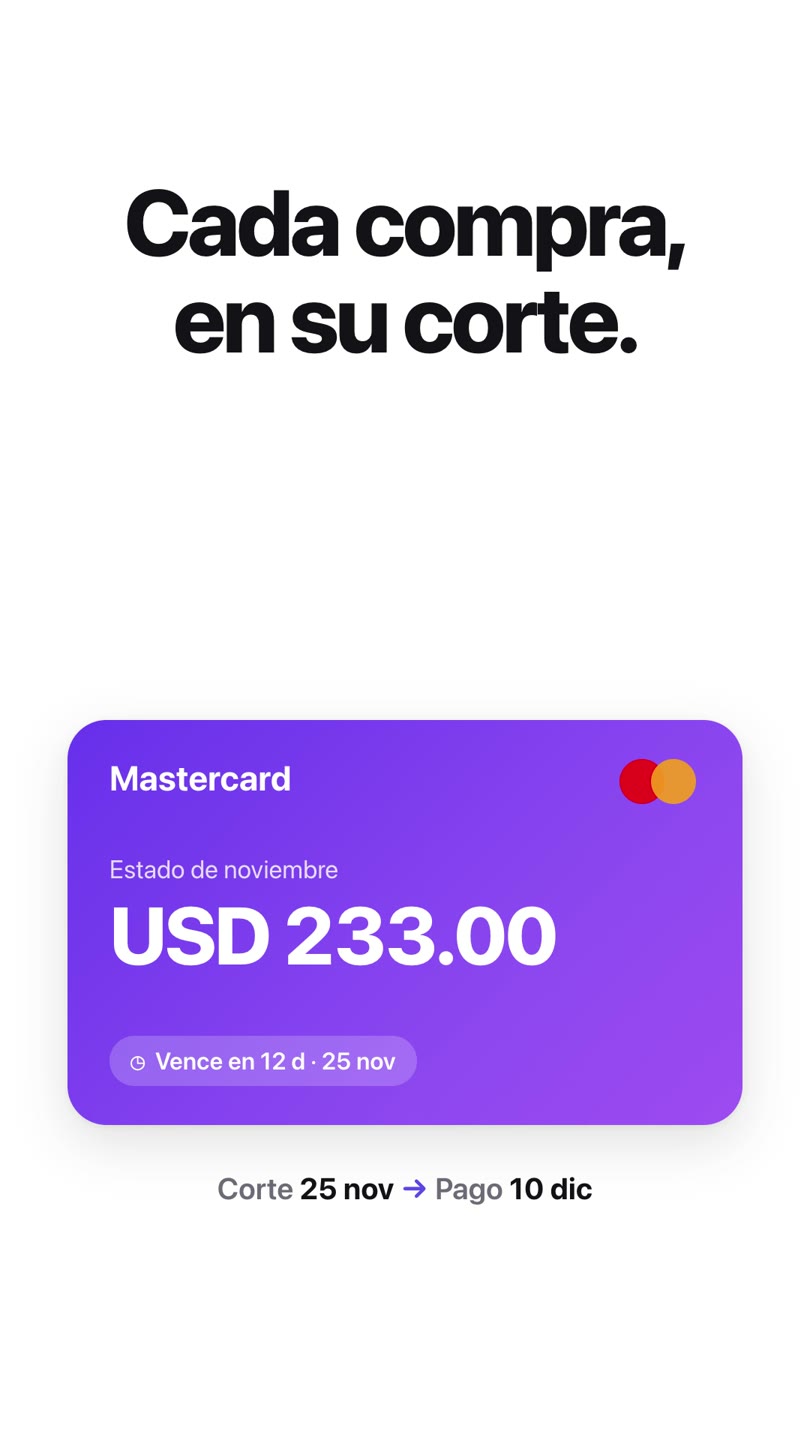 Cada compra,
en su corte.
Mastercard
Estado de noviembre
USD 233.00
Vence en 12 d · 25 nov
Corte 25 nov → Pago 10 dic